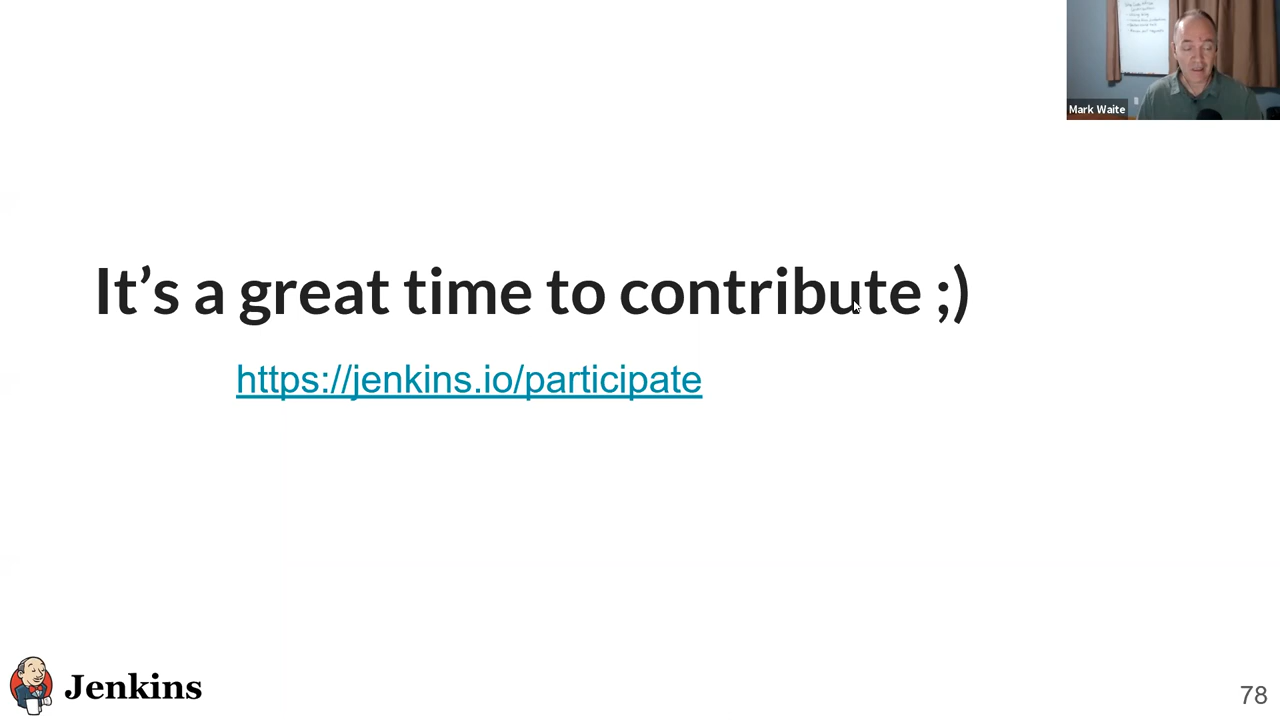 Mark Waite
It’s a great time to contribute ;)
https://jenkins.io/participate
Jenkins
78